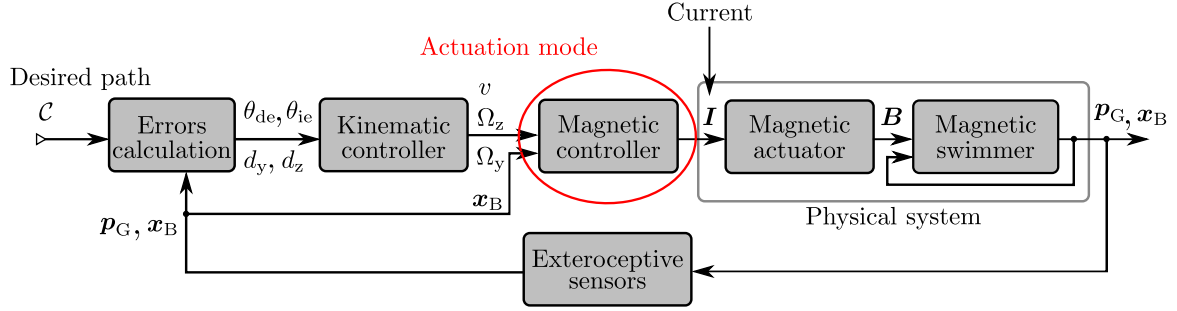 Current
Actuation mode
Desired path
𝒞
Errors
calculation
θde, θie
dy, dz
Kinematic
controller
v
Ωz
Ωy
xB
Magnetic
controller
I
Magnetic
actuator
B
Magnetic
swimmer
pG, xB
Physical system
pG, xB
Exteroceptive
sensors